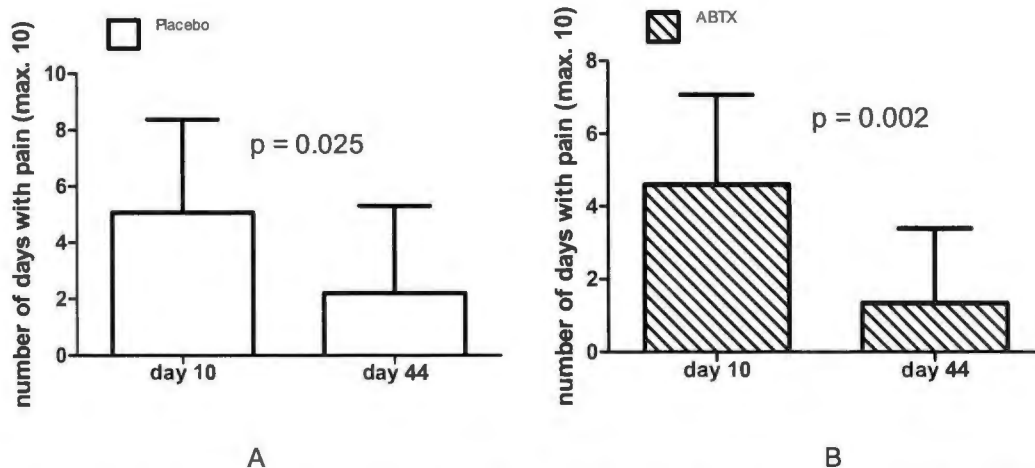 Placebo
number of days with pain (max. 10)
10
8
6
4
2
0
p = 0.025
day 10
day 44
A
ABTX
number of days with pain (max. 10)
8
6
4
2
0
p = 0.002
day 10
day 44
B